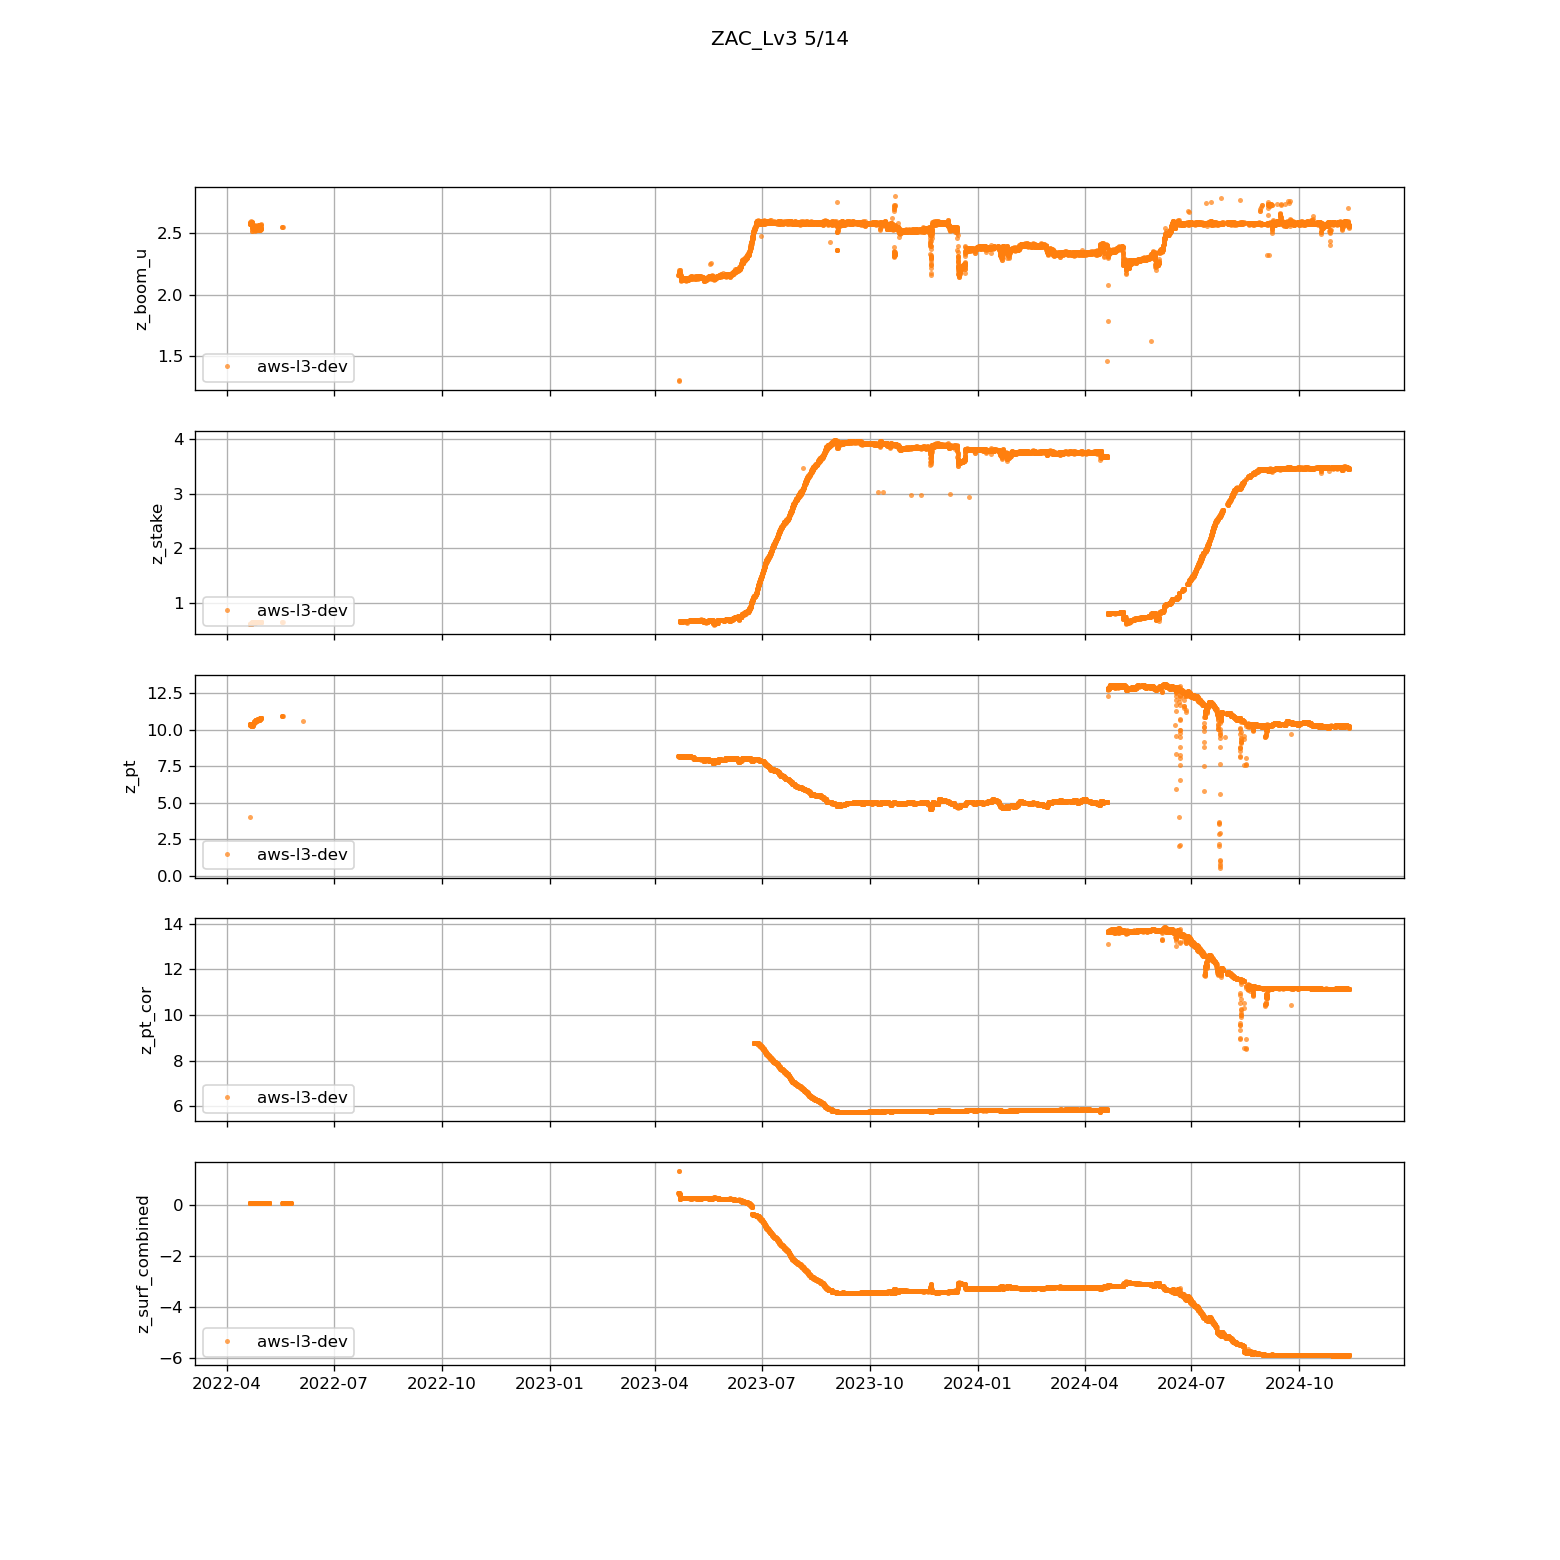 ZAC_Lv3 5/14
z_boom_u
2.5
2.0
1.5
aws-l3-dev
z_stake
4
3
2
1
aws-l3-dev
z_pt
12.5
10.0
7.5
5.0
2.5
0.0
aws-l3-dev
z_pt_cor
14
12
10
8
6
aws-l3-dev
z_surf_combined
0
−2
−4
−6
aws-l3-dev
2022-04 2022-07 2022-10 2023-01 2023-04 2023-07 2023-10 2024-01 2024-04 2024-07 2024-10